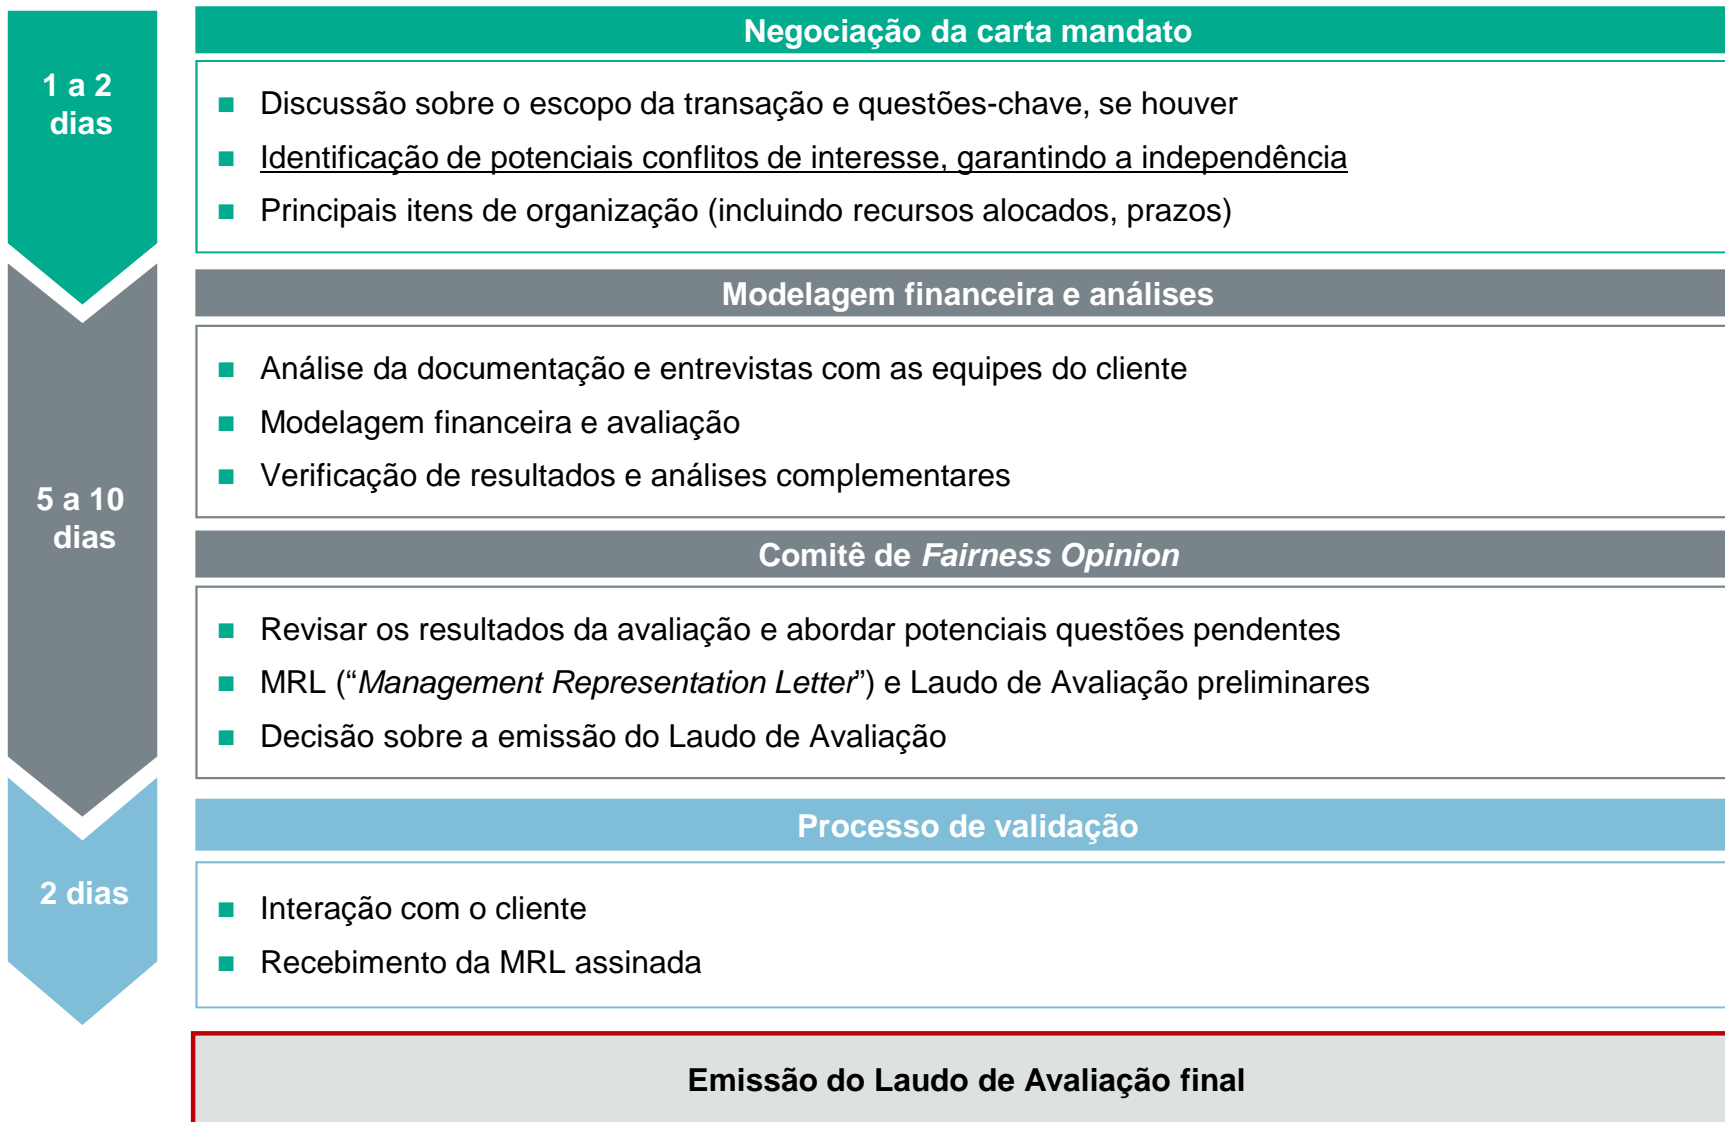 Negociação da carta mandato
1 a 2
dias
■ Discussão sobre o escopo da transação e questões-chave, se houver
■ Identificação de potenciais conflitos de interesse, garantindo a independência
■ Principais itens de organização (incluindo recursos alocados, prazos)
Modelagem financeira e análises
5 a 10
dias
■ Análise da documentação e entrevistas com as equipes do cliente
■ Modelagem financeira e avaliação
■ Verificação de resultados e análises complementares
Comitê de Fairness Opinion
■ Revisar os resultados da avaliação e abordar potenciais questões pendentes
■ MRL (“Management Representation Letter”) e Laudo de Avaliação preliminares
■ Decisão sobre a emissão do Laudo de Avaliação
Processo de validação
2 dias
■ Interação com o cliente
■ Recebimento da MRL assinada
Emissão do Laudo de Avaliação final